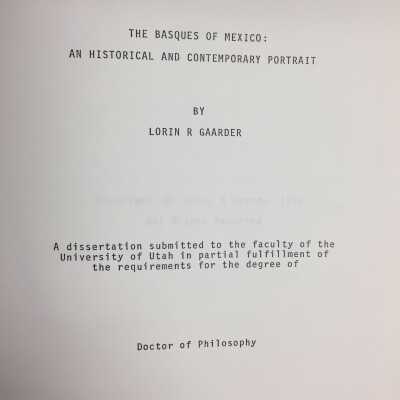 THE BASQUES OF MEXICO:
AN HISTORICAL AND CONTEMPORARY PORTRAIT
BY
LORIN R GAARDER
A dissertation submitted to the faculty of the
University of Utah in partial fulfillment of
the requirements for the degree of
Doctor of Philosophy